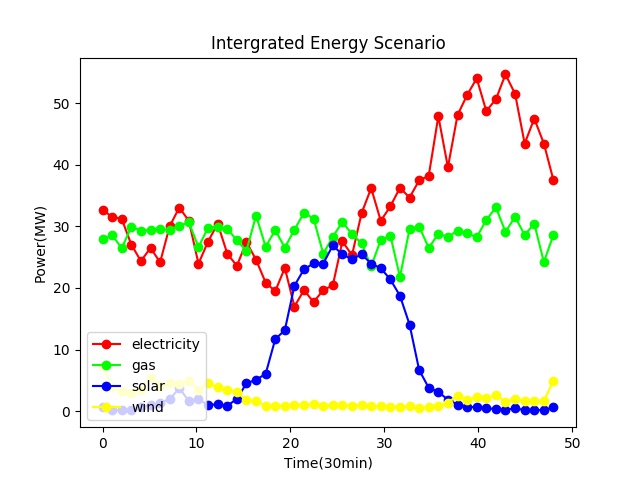 Intergrated Energy Scenario
Power(MW)
50
40
30
20
10
0
electricity
gas
solar
wind
0 10 20 30 40 50
Time(30min)